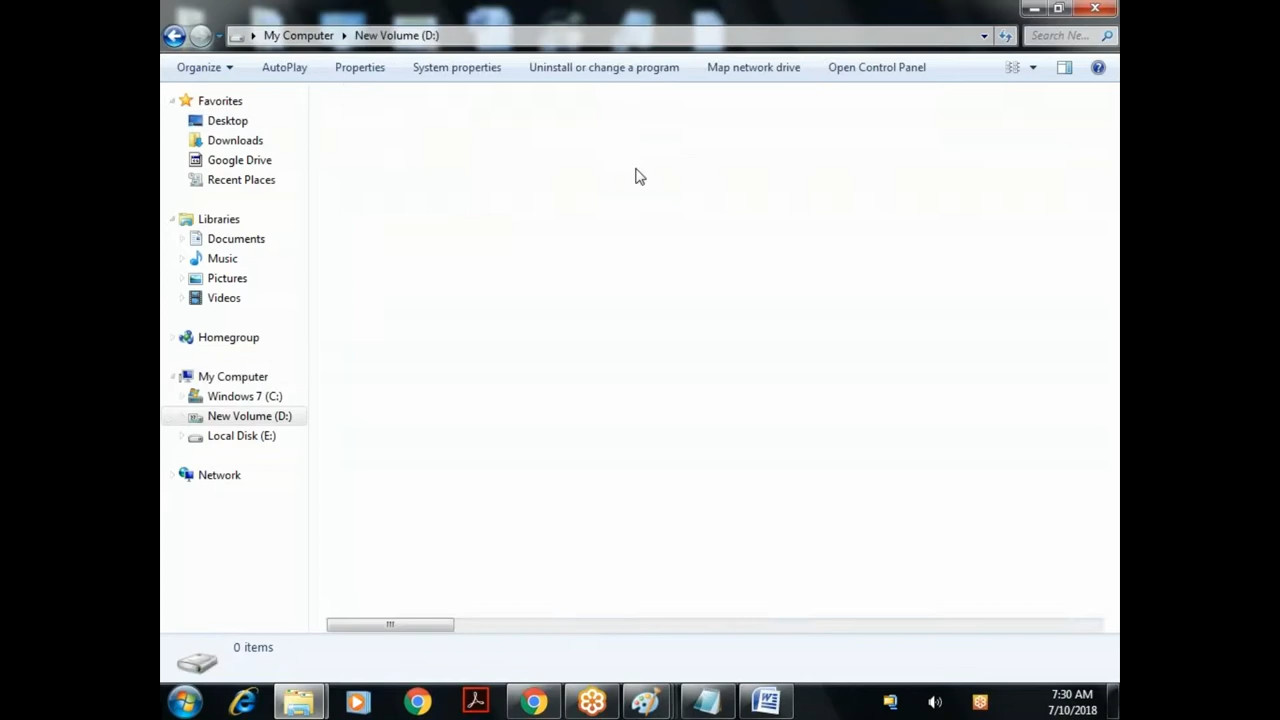 My Computer New Volume (D:) Search Ne...
Organize AutoPlay Properties System properties Uninstall or change a program Map network drive Open Control Panel
Favorites
Desktop
Downloads
Google Drive
Recent Places
Libraries
Documents
Music
Pictures
Videos
Homegroup
My Computer
Windows 7 (C:)
New Volume (D:)
Local Disk (E:)
Network
0 items
7:30 AM
7/10/2018